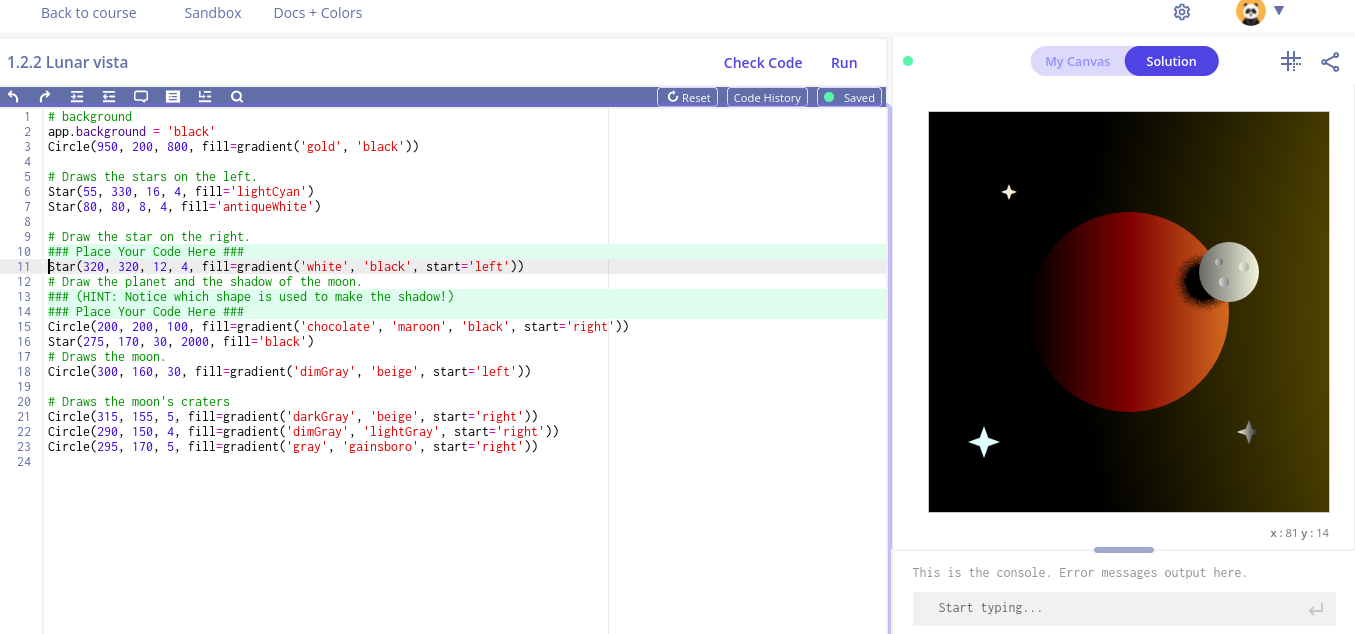 Back to course Sandbox Docs + Colors
1.2.2 Lunar vista Check Code Run
Reset Code History Saved
1 # background
2 app.background = 'black'
3 Circle(950, 200, 800, fill=gradient('gold', 'black'))
4
5 # Draws the stars on the left.
6 Star(55, 330, 16, 4, fill='lightCyan')
7 Star(80, 80, 8, 4, fill='antiqueWhite')
8
9 # Draw the star on the right.
10 ### Place Your Code Here ###
11 Star(320, 320, 12, 4, fill=gradient('white', 'black', start='left'))
12 # Draw the planet and the shadow of the moon.
13 ### (HINT: Notice which shape is used to make the shadow!)
14 ### Place Your Code Here ###
15 Circle(200, 200, 100, fill=gradient('chocolate', 'maroon', 'black', start='right'))
16 Star(275, 170, 30, 2000, fill='black')
17 # Draws the moon.
18 Circle(300, 160, 30, fill=gradient('dimGray', 'beige', start='left'))
19
20 # Draws the moon's craters
21 Circle(315, 155, 5, fill=gradient('darkGray', 'beige', start='right'))
22 Circle(290, 150, 4, fill=gradient('dimGray', 'lightGray', start='right'))
23 Circle(295, 170, 5, fill=gradient('gray', 'gainsboro', start='right'))
24
My Canvas Solution
x : 81 y : 14
This is the console. Error messages output here.
Start typing...